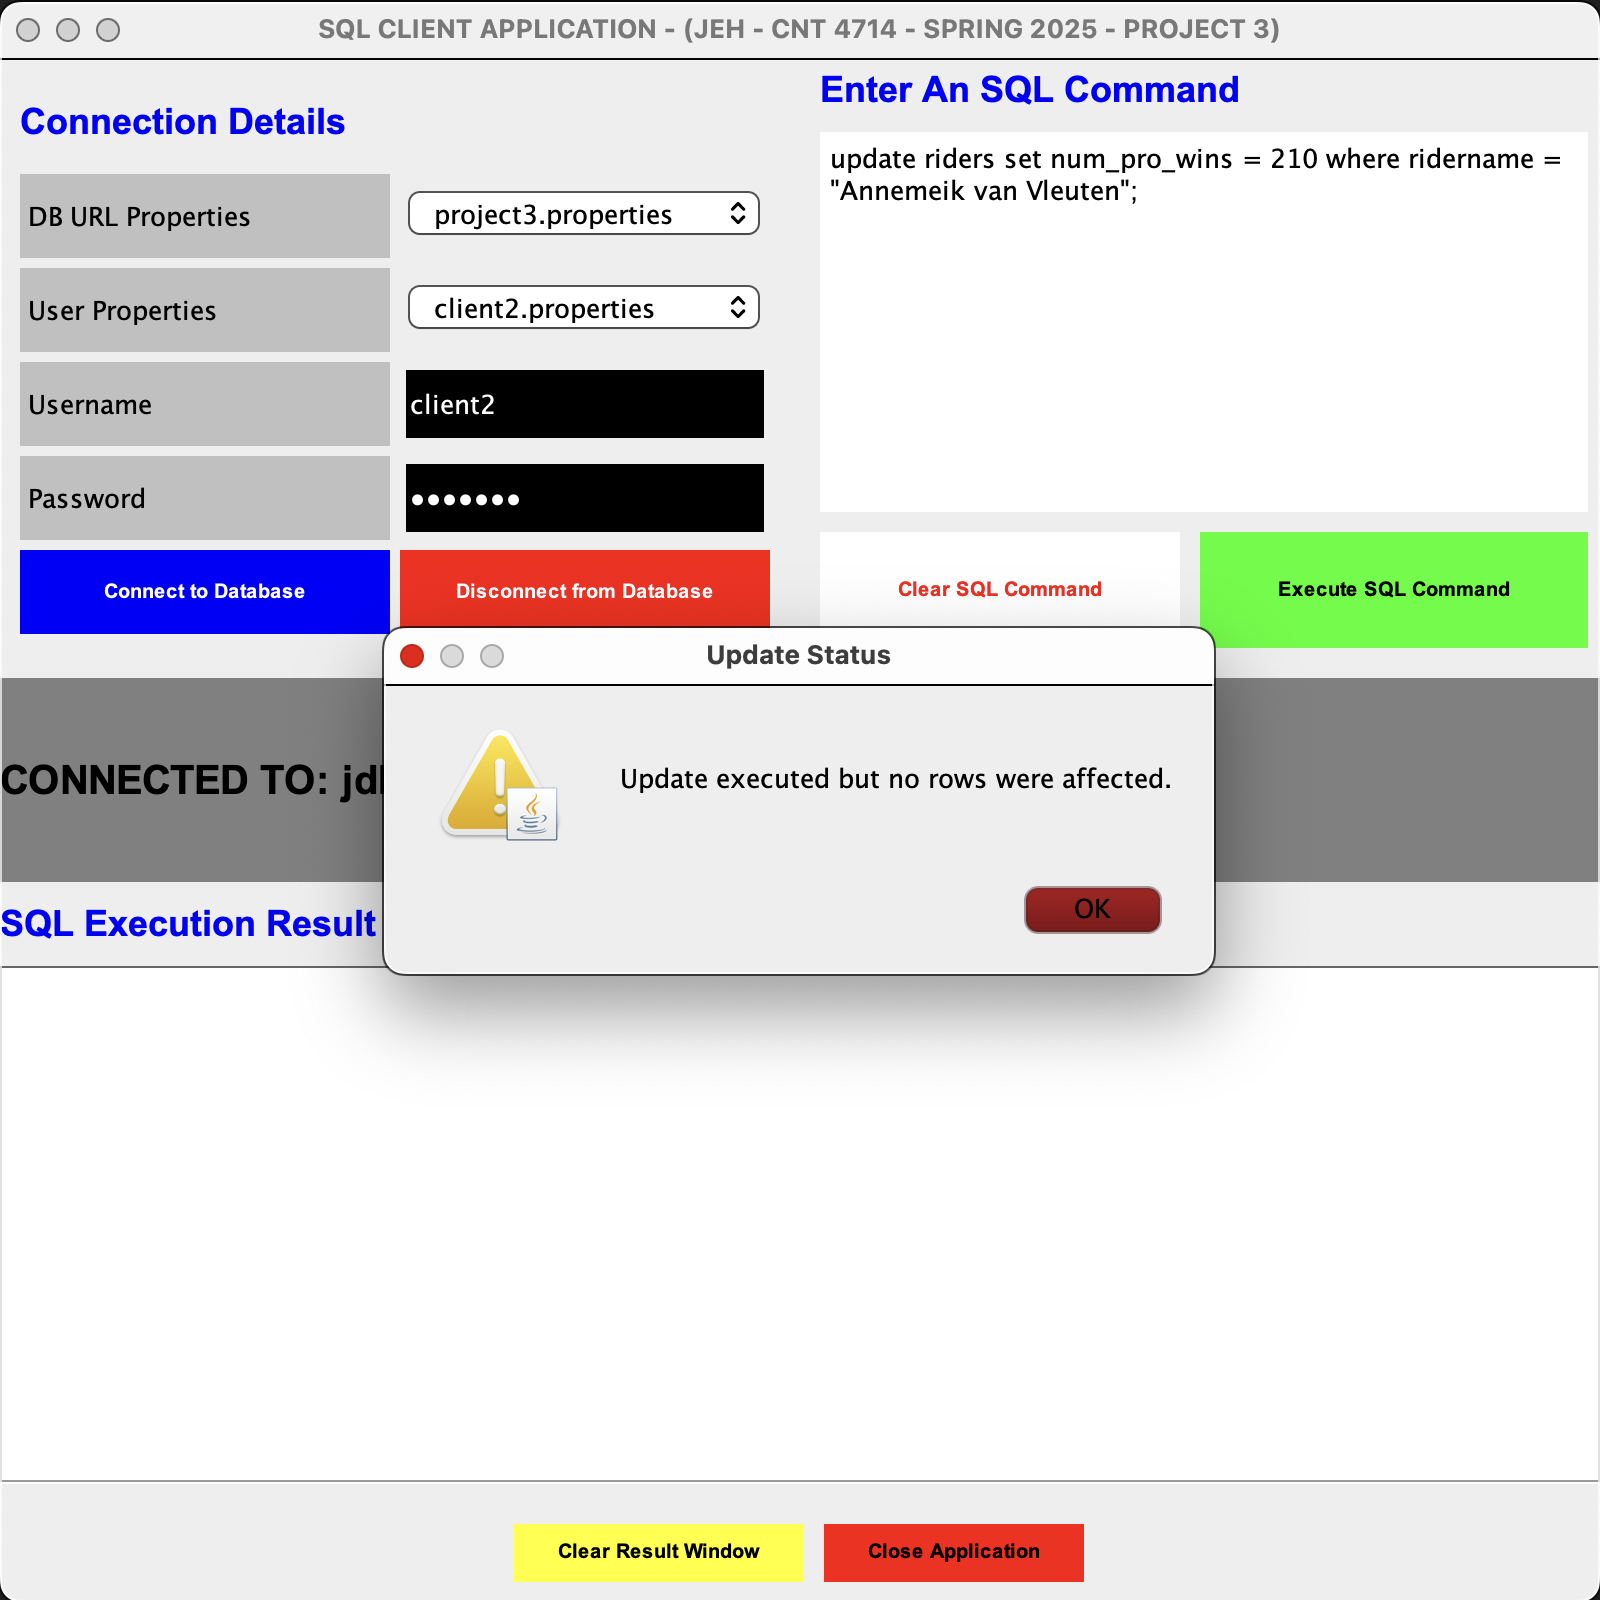 SQL CLIENT APPLICATION - (JEH - CNT 4714 - SPRING 2025 - PROJECT 3)
Connection Details
DB URL Properties
project3.properties
User Properties
client2.properties
Username
client2
Password
•••••••
Connect to Database
Disconnect from Database
Enter An SQL Command
update riders set num_pro_wins = 210 where ridername =
"Annemeik van Vleuten";
Clear SQL Command
Execute SQL Command
CONNECTED TO:
Update Status
Update executed but no rows were affected.
OK
SQL Execution Result
Clear Result Window
Close Application